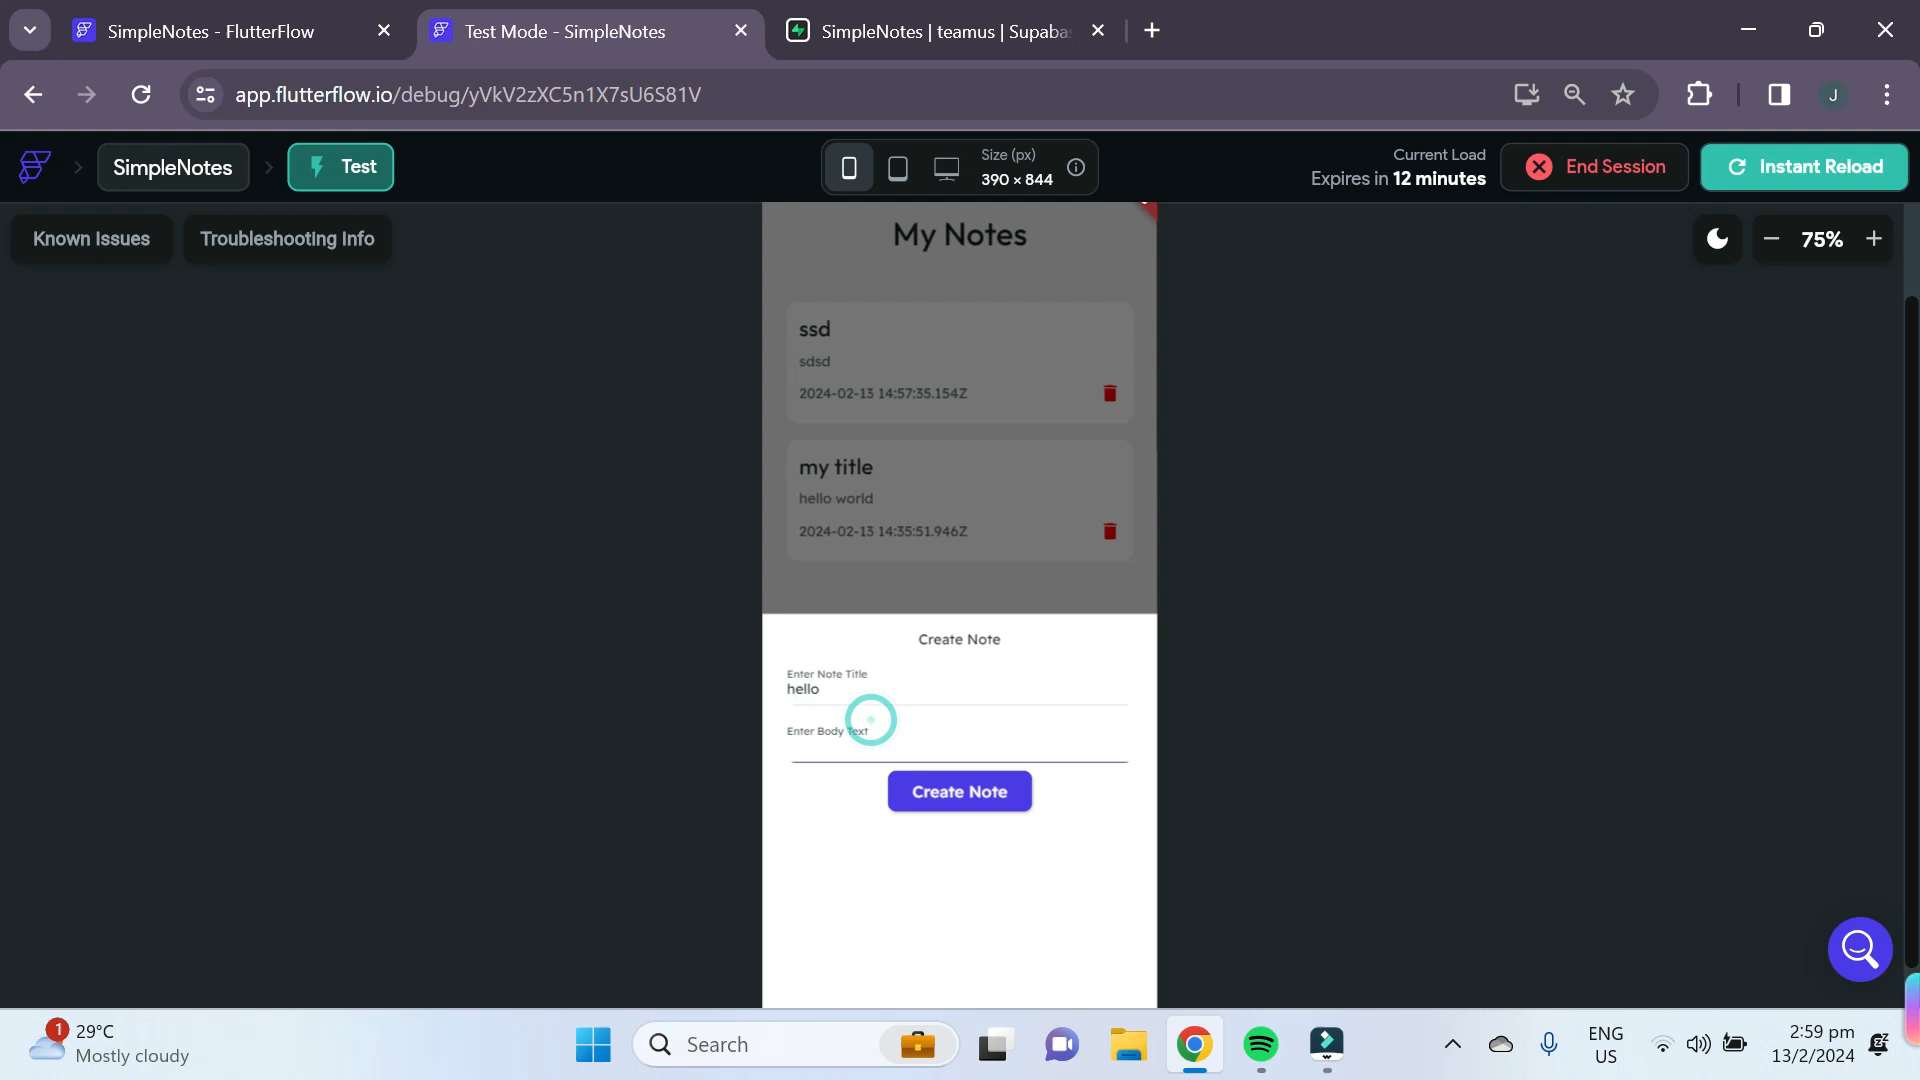 SimpleNotes - FlutterFlow
Test Mode - SimpleNotes
SimpleNotes | teamus | Supaba
app.flutterflow.io/debug/yVkV2zXC5n1X7sU6S81V
J
SimpleNotes
Test
Size (px)
390 × 844
Current Load
Expires in 12 minutes
End Session
Instant Reload
Known Issues
Troubleshooting Info
75%
My Notes
ssd
sdsd
2024-02-13 14:57:35.154Z
my title
hello world
2024-02-13 14:35:51.946Z
Create Note
Enter Note Title
hello
Enter Body Text
Create Note
1
29°C
Mostly cloudy
Search
ENG
US
2:59 pm
13/2/2024